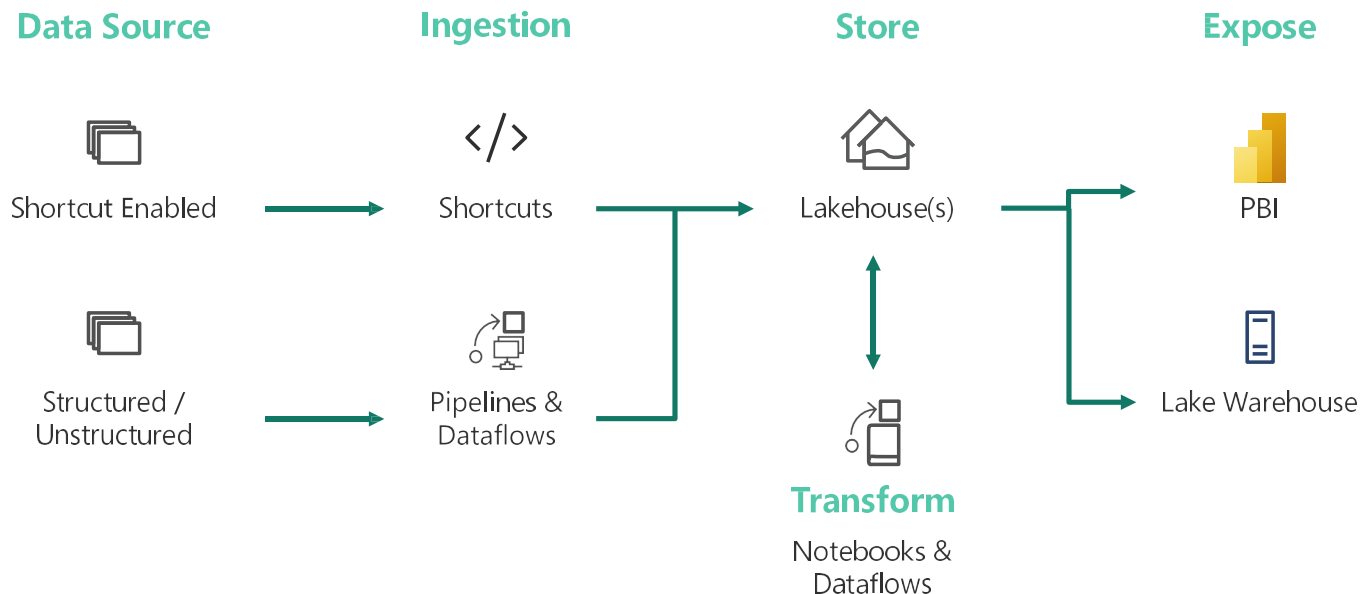 Data Source
Ingestion
Store
Expose
</>
Shortcut Enabled
Shortcuts
Lakehouse(s)
PBI
Structured /
Unstructured
Pipelines &
Dataflows
Lake Warehouse
Transform
Notebooks &
Dataflows